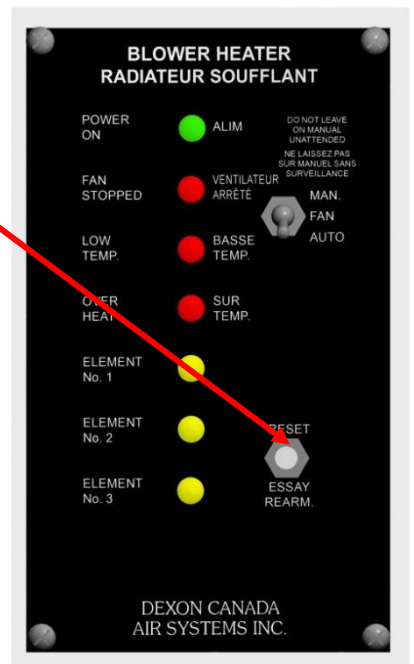 BLOWER HEATER
RADIATEUR SOUFFLANT
POWER
ON
ALIM
DO NOT LEAVE
ON MANUAL
UNATTENDED
NE LAISSEZ PAS
SUR MANUEL SANS
SURVEILLANCE
FAN
STOPPED
VENTILATEUR
ARRÊTÉ
MAN.
FAN
AUTO
LOW
TEMP.
BASSE
TEMP.
OVER
HEAT
SUR
TEMP.
ELEMENT
No. 1
ELEMENT
No. 2
RESET
ELEMENT
No. 3
ESSAY
REARM.
DEXON CANADA
AIR SYSTEMS INC.